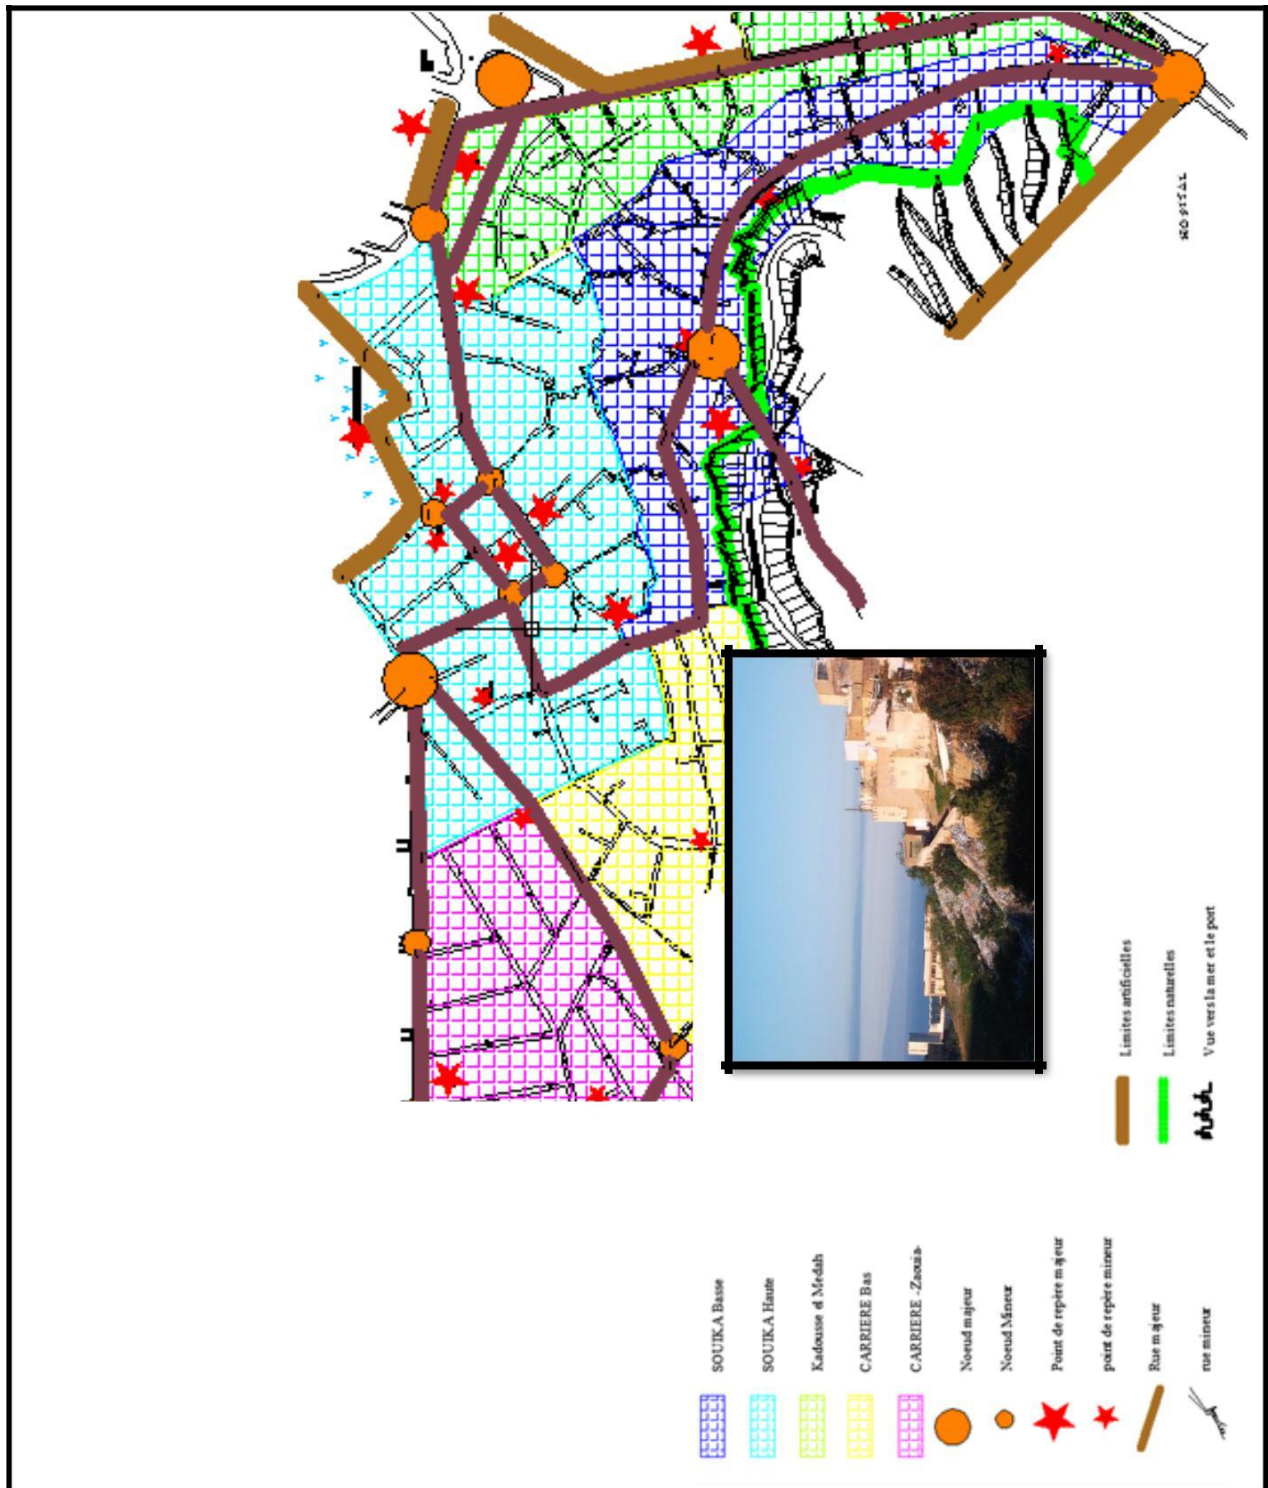 HOPITAL
Limites artificielles
Limites naturelles
Vue vers la mer et le port
SOUIKA Basse
SOUIKA Haute
Kadousse el Medah
CARRIERE Bas
CARRIERE -Zaouia-
Noeud majeur
Noeud Mineur
Point de repère majeur
point de repère mineur
Rue majeur
rue mineur